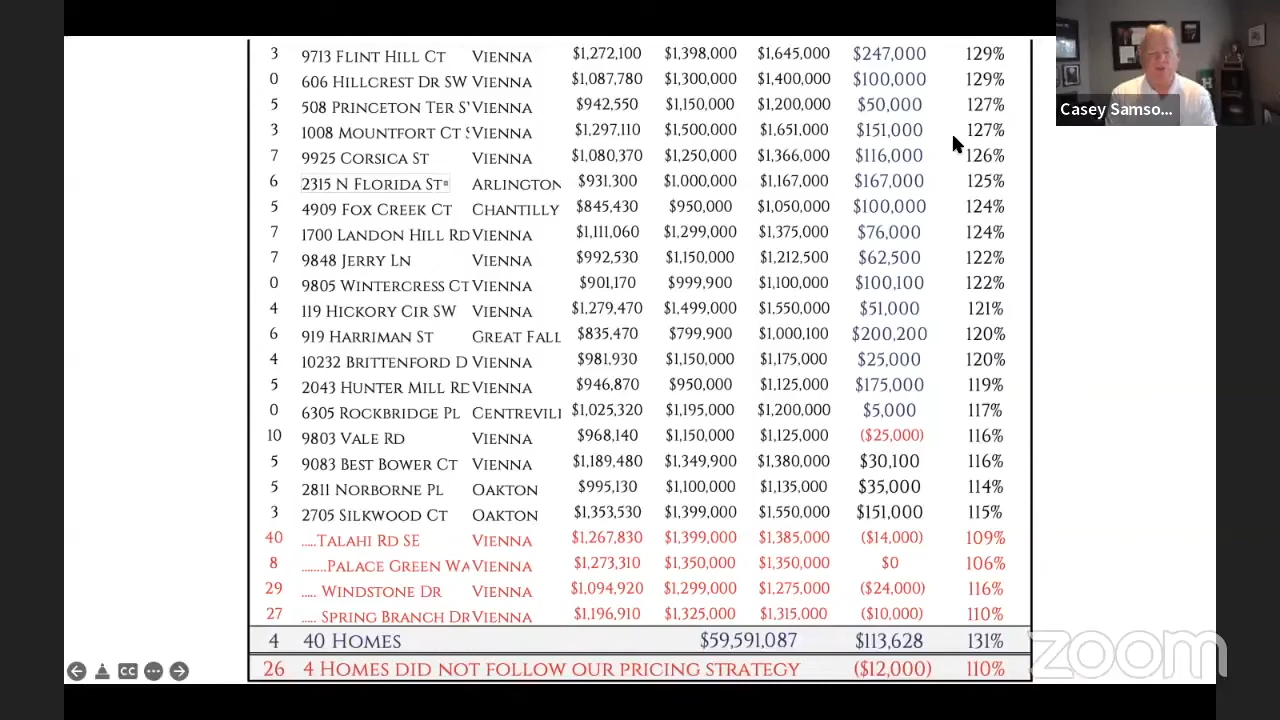 3 9713 Flint Hill Ct Vienna $1,272,100 $1,398,000 $1,645,000 $247,000 129%
0 606 Hillcrest Dr SW Vienna $1,087,780 $1,300,000 $1,400,000 $100,000 129%
5 508 Princeton Ter S Vienna $942,550 $1,150,000 $1,200,000 $50,000 127%
3 1008 Mountfort Ct Vienna $1,297,110 $1,500,000 $1,651,000 $151,000 127%
7 9925 Corsica St Vienna $1,080,370 $1,250,000 $1,366,000 $116,000 126%
6 2315 N Florida St Arlington $931,300 $1,000,000 $1,167,000 $167,000 125%
5 4909 Fox Creek Ct Chantilly $845,430 $950,000 $1,050,000 $100,000 124%
7 1700 Landon Hill Rd Vienna $1,111,060 $1,299,000 $1,375,000 $76,000 124%
7 9848 Jerry Ln Vienna $992,530 $1,150,000 $1,212,500 $62,500 122%
0 9805 Wintercress Ct Vienna $901,170 $999,900 $1,100,000 $100,100 122%
4 119 Hickory Cir SW Vienna $1,279,470 $1,499,000 $1,550,000 $51,000 121%
6 919 Harriman St Great Fall $835,470 $799,900 $1,000,100 $200,200 120%
4 10232 Brittenford D Vienna $981,930 $1,150,000 $1,175,000 $25,000 120%
5 2043 Hunter Mill Rd Vienna $946,870 $950,000 $1,125,000 $175,000 119%
0 6305 Rockbridge Pl Centrevill $1,025,320 $1,195,000 $1,200,000 $5,000 117%
10 9803 Vale Rd Vienna $968,140 $1,150,000 $1,125,000 ($25,000) 116%
5 9083 Best Bower Ct Vienna $1,189,480 $1,349,900 $1,380,000 $30,100 116%
5 2811 Norborne Pl Oakton $995,130 $1,100,000 $1,135,000 $35,000 114%
3 2705 Silkwood Ct Oakton $1,353,530 $1,399,000 $1,550,000 $151,000 115%
40 .....Talahi Rd SE Vienna $1,267,830 $1,399,000 $1,385,000 ($14,000) 109%
8 ........Palace Green Wa Vienna $1,273,310 $1,350,000 $1,350,000 $0 106%
29 ..... Windstone Dr Vienna $1,094,920 $1,299,000 $1,275,000 ($24,000) 116%
27 ..... Spring Branch Dr Vienna $1,196,910 $1,325,000 $1,315,000 ($10,000) 110%
4 40 Homes $59,591,087 $113,628 131%
26 4 Homes did not follow our pricing strategy ($12,000) 110%
Casey Samso...
CC
zoom